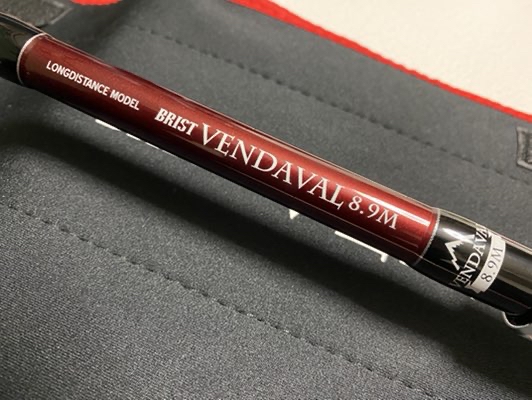 LONGDISTANCE MODEL
BRIST VENDAVAL 8.9M
VENDAVAL
8.9M